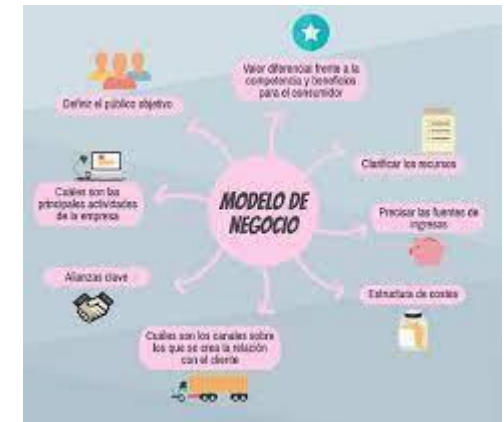 Valor diferencial frente a la
competencia y beneficios
para el consumidor
Definir el público objetivo
Clarificar los recursos
Cuáles son las
principales actividades
de la empresa
MODELO DE
NEGOCIO
Precisar las fuentes de
ingresas
Alianzas clave
Estructura de costes
Cuáles son los canales sobre
los que se crea la relación
con el cliente